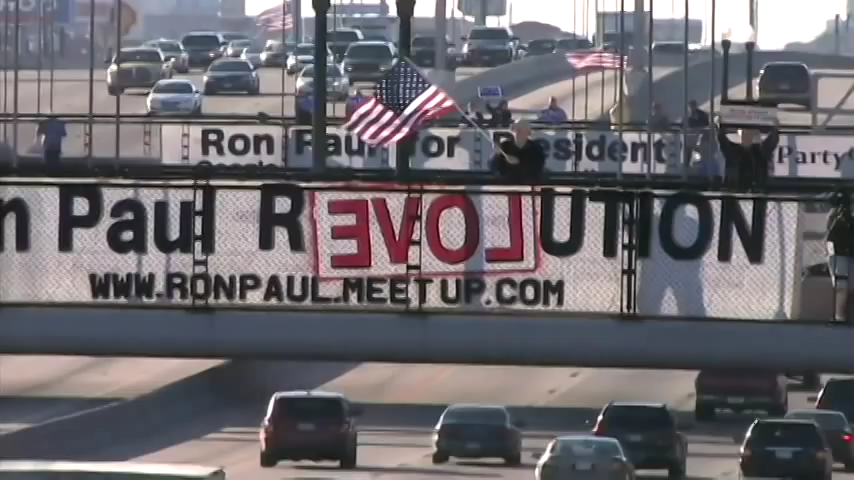 Ron Paul for President
Party
n Paul REVOLUTION
WWW.RONPAUL.MEETUP.COM